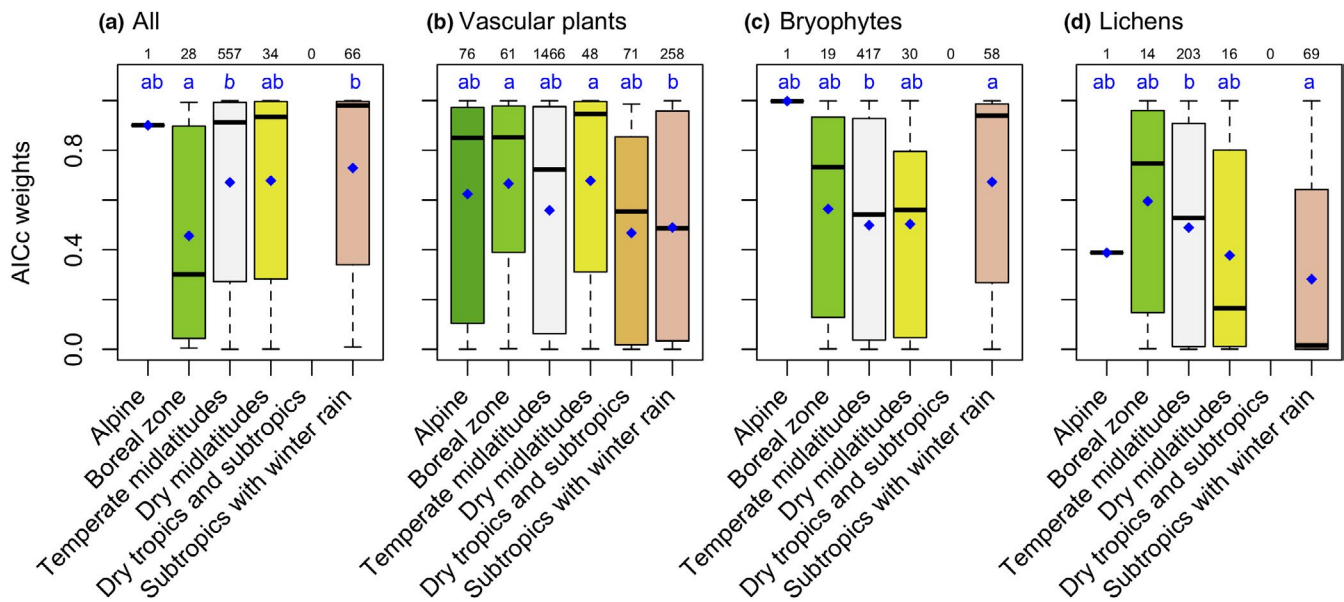 (a) All
1 28 557 34 0 66
ab a b ab b
(b) Vascular plants
76 61 1466 48 71 258
ab a ab a ab b
(c) Bryophytes
1 19 417 30 0 58
ab ab b ab a
(d) Lichens
1 14 203 16 0 69
ab ab b ab a
AICc weights
0.8
0.4
0.0
Alpine
Boreal zone
Temperate midlatitudes
Dry midlatitudes
Dry tropics and subtropics
Subtropics with winter rain
Alpine
Boreal zone
Temperate midlatitudes
Dry midlatitudes
Dry tropics and subtropics
Subtropics with winter rain
Alpine
Boreal zone
Temperate midlatitudes
Dry midlatitudes
Dry tropics and subtropics
Subtropics with winter rain
Alpine
Boreal zone
Temperate midlatitudes
Dry midlatitudes
Dry tropics and subtropics
Subtropics with winter rain